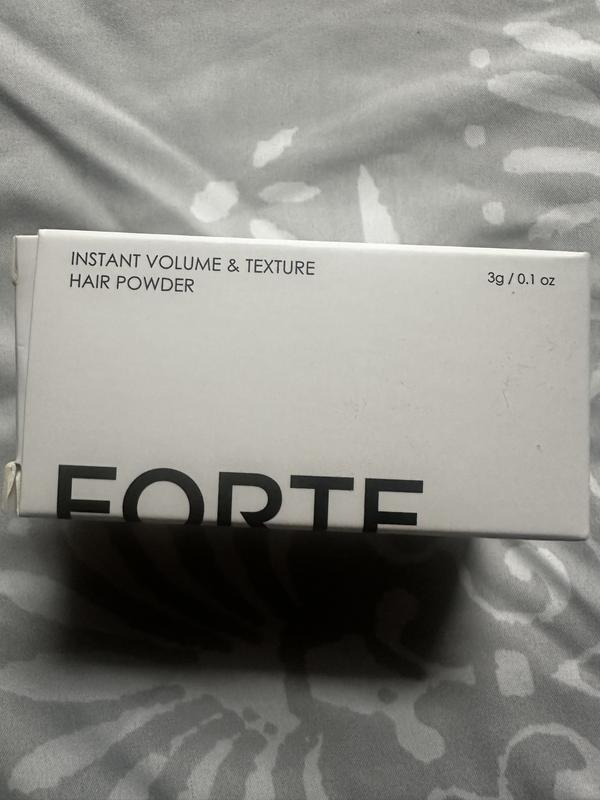 INSTANT VOLUME & TEXTURE
HAIR POWDER
3g / 0.1 oz
FORTE